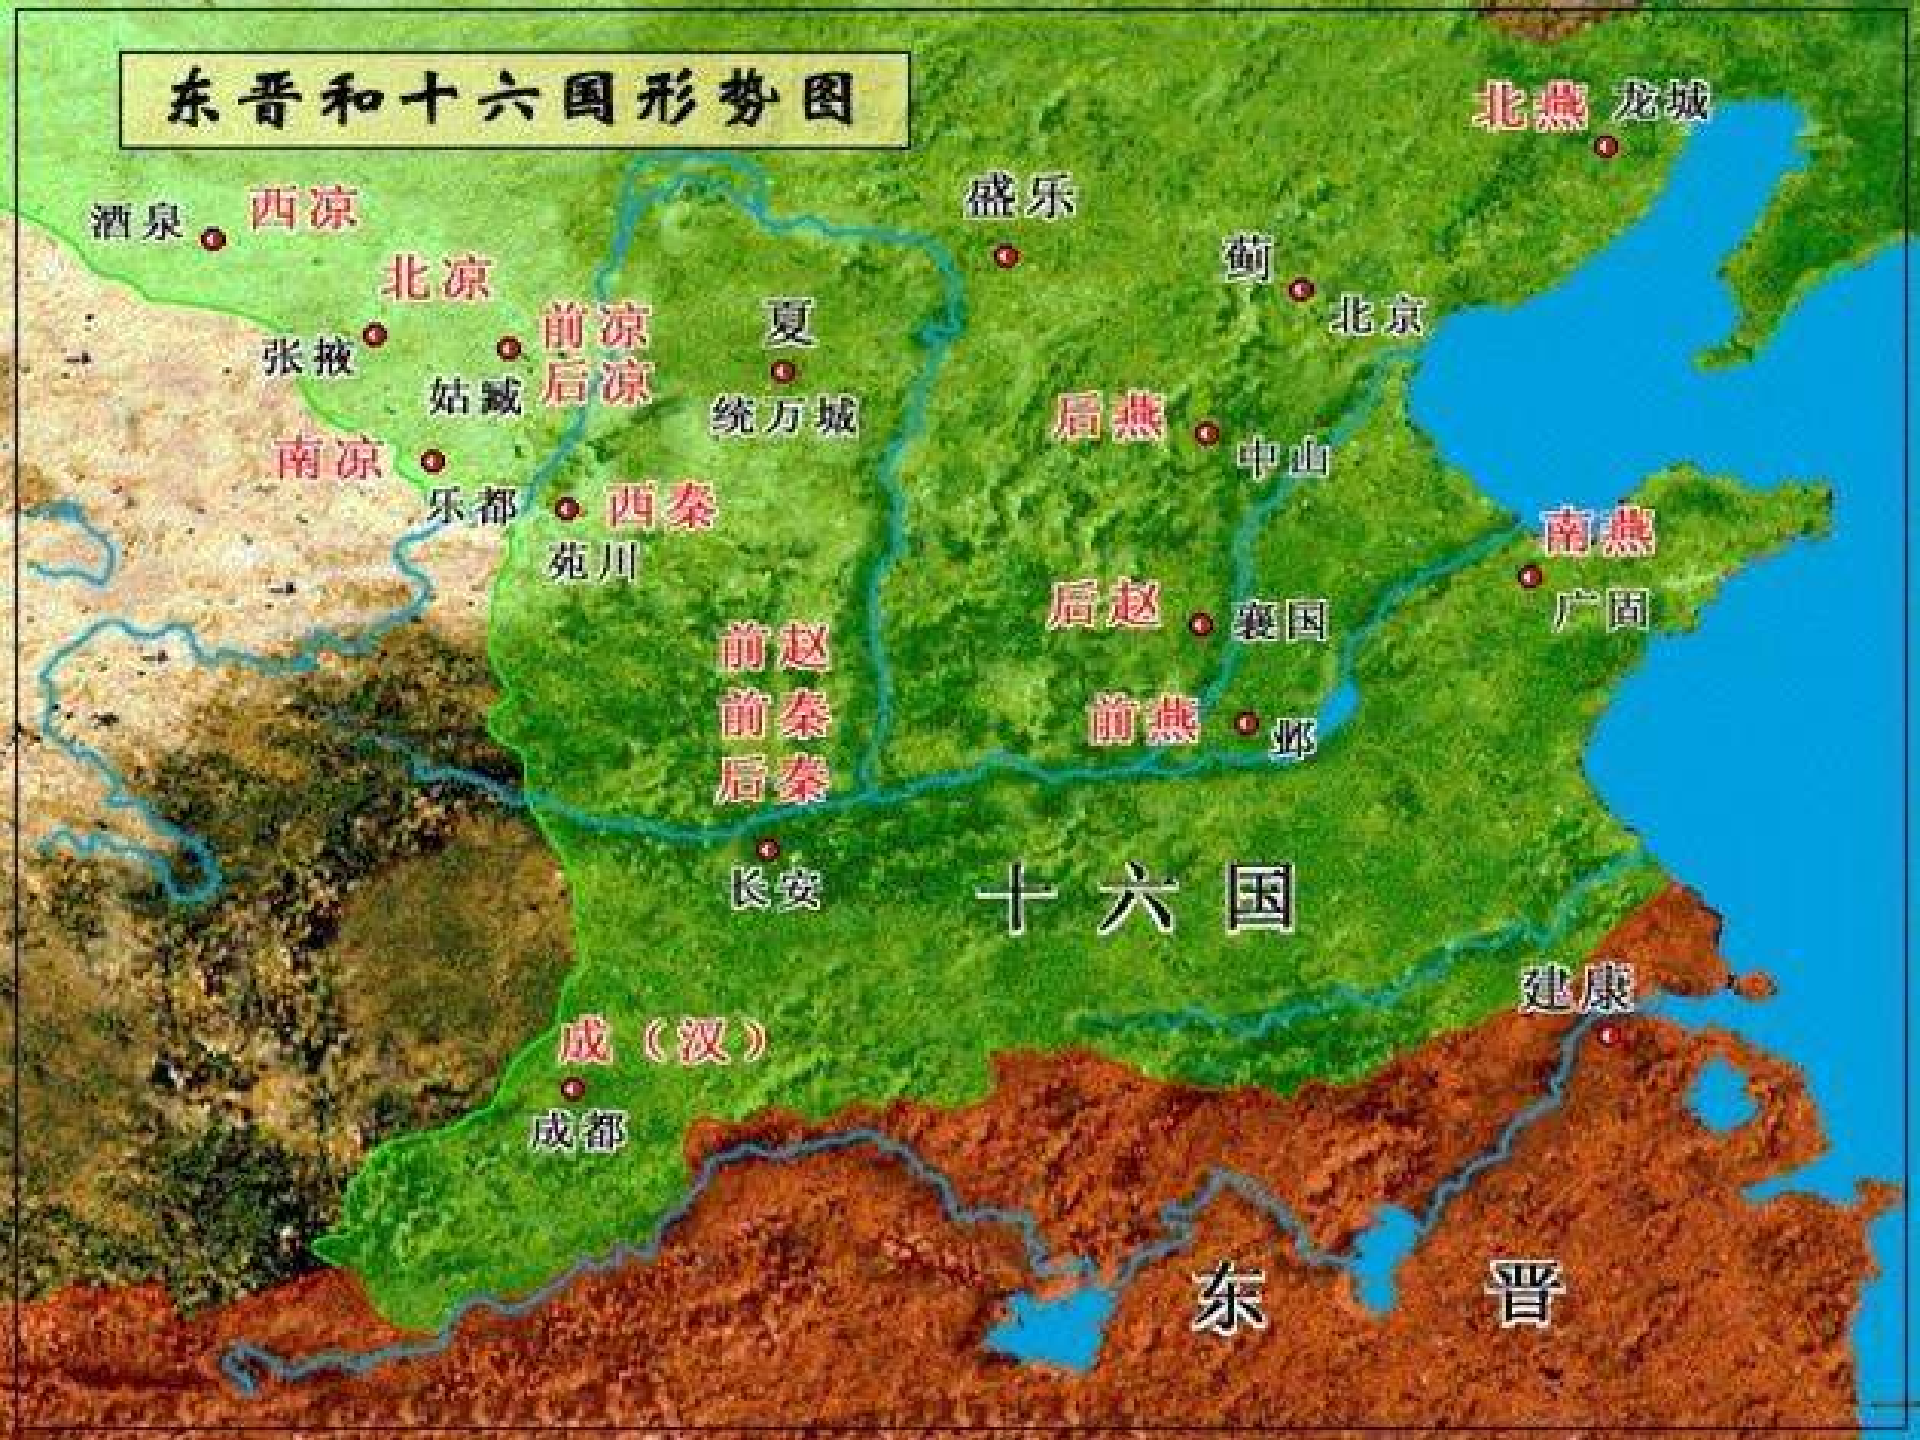 东晋和十六国形势图
北燕 龙城
酒泉 西凉
盛乐
蓟
北京
北凉
张掖
前凉
后凉
姑臧
夏
统万城
后燕
中山
南凉
乐都
西秦
苑川
南燕
广固
后赵 襄国
前赵
前秦
后秦
前燕 邺
长安
十六国
建康
成（汉）
成都
东晋